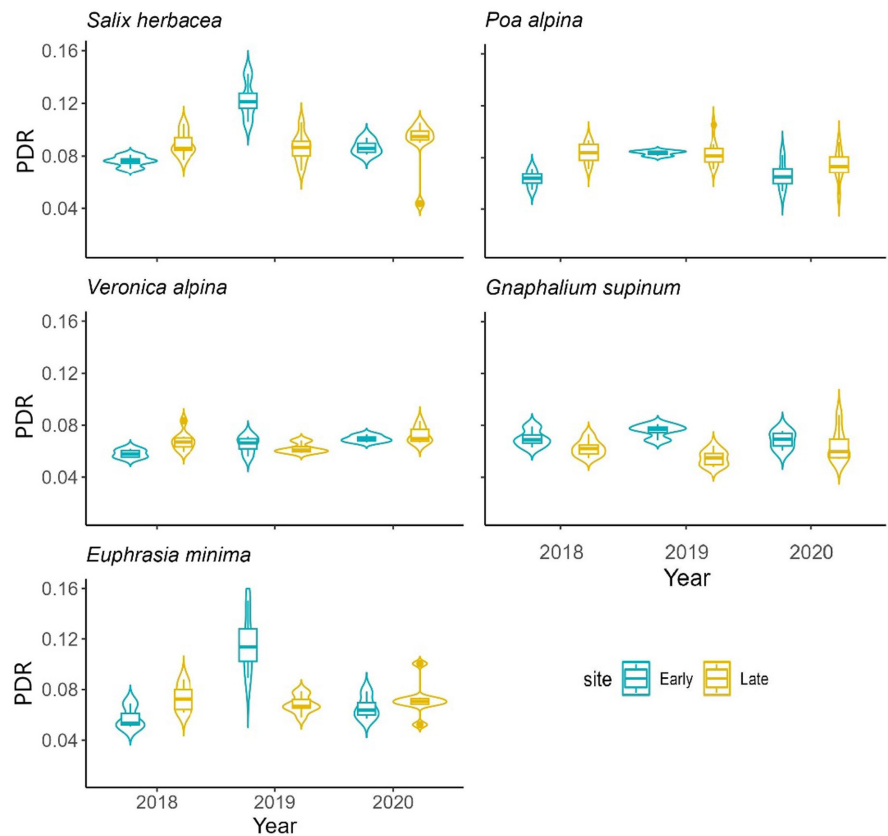 Salix herbacea
Poa alpina
0.16
0.12
0.08
0.04
PDR
Veronica alpina
Gnaphalium supinum
0.16
0.12
0.08
0.04
PDR
2018 2019 2020
Year
Euphrasia minima
0.16
0.12
0.08
0.04
PDR
2018 2019 2020
Year
site Early Late